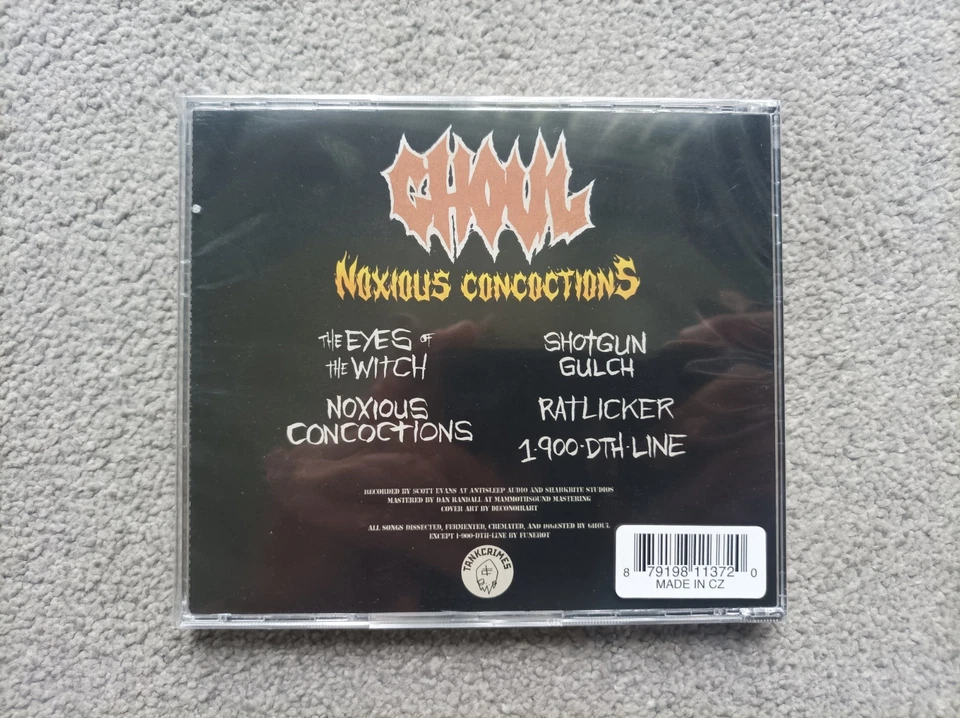 GHOUL
NOXIOUS CONCOCTIONS
THE EYES OF
THE WITCH
NOXIOUS
CONCOCTIONS
SHOTGUN
GULCH
RATLICKER
1-900-DTH-LINE
RECORDED BY SCOTT EVANS AT ANTISLEEP AUDIO AND SHARKBITE STUDIOS
MASTERED BY DAN RANDALL AT MAMMOTHSOUND MASTERING
COVER ART BY DECONOIRART
ALL SONGS DISSECTED, FERMENTED, CREMATED, AND DIGESTED BY GHOUL
EXCEPT 1-900-DTH-LINE BY FUNEROT
TANKCRIMES
8 79198 11372 0
MADE IN CZ